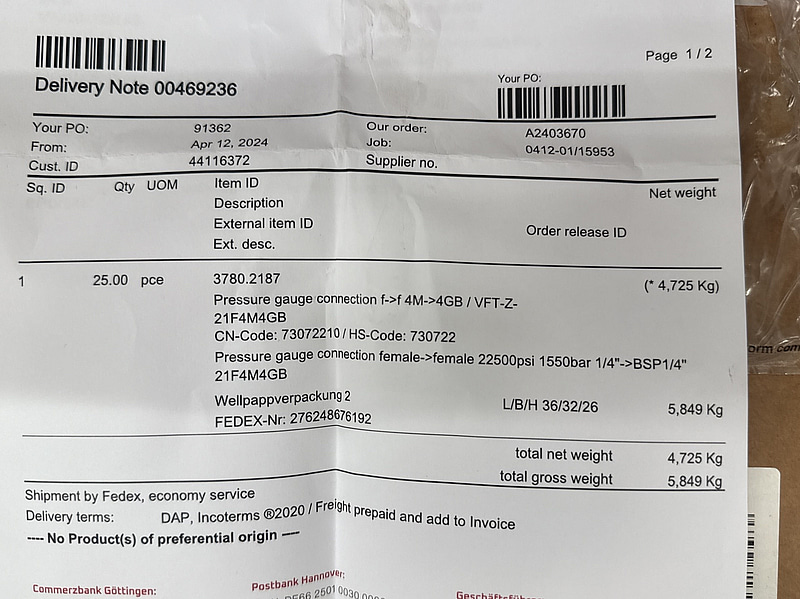 Page 1 / 2
Delivery Note 00469236
Your PO:
Your PO: 91362 Our order: A2403670
From: Apr 12, 2024 Job: 0412-01/15953
Cust. ID 44116372 Supplier no.
Sq. ID Qty UOM Item ID Net weight
Description
External item ID Order release ID
Ext. desc.
1 25.00 pce 3780.2187 (* 4,725 Kg)
Pressure gauge connection f->f 4M->4GB / VFT-Z-
21F4M4GB
CN-Code: 73072210 / HS-Code: 730722
Pressure gauge connection female->female 22500psi 1550bar 1/4"->BSP1/4"
21F4M4GB
Wellpappverpackung 2 L/B/H 36/32/26 5,849 Kg
FEDEX-Nr: 276248676192
total net weight 4,725 Kg
total gross weight 5,849 Kg
Shipment by Fedex, economy service
Delivery terms: DAP, Incoterms ®2020 / Freight prepaid and add to Invoice
---- No Product(s) of preferential origin ----
Commerzbank Göttingen: Postbank Hannover:
2501 0030